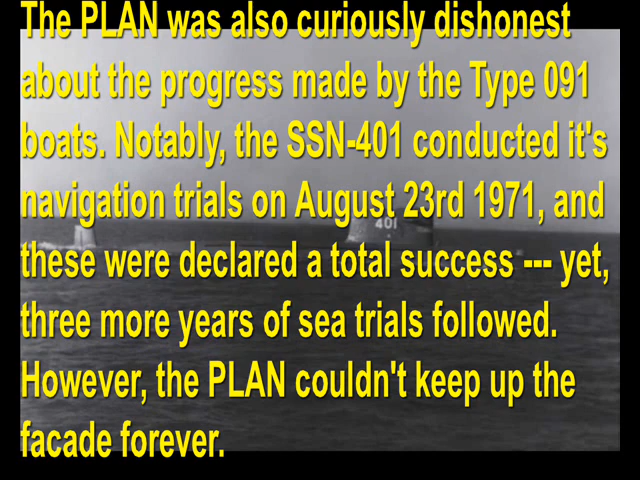 The PLAN was also curiously dishonest
about the progress made by the Type 091
boats. Notably, the SSN-401 conducted it's
navigation trials on August 23rd 1971, and
401
these were declared a total success --- yet,
three more years of sea trials followed.
However, the PLAN couldn't keep up the
facade forever.